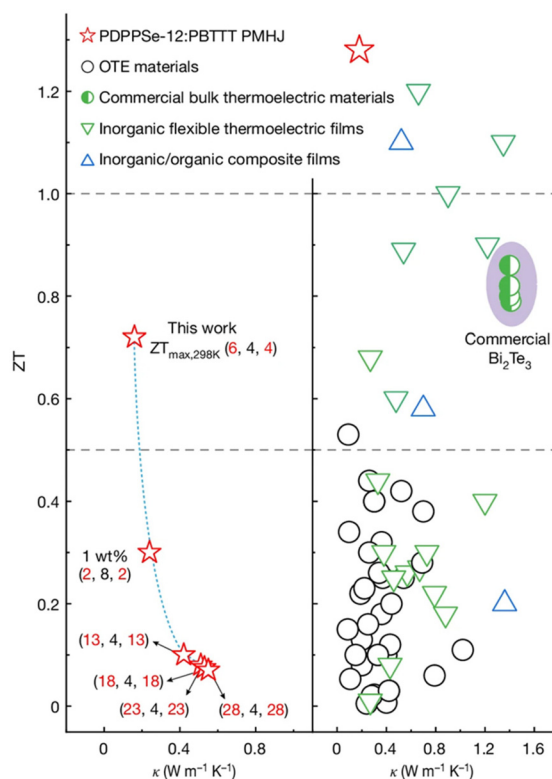 PDPPSe-12:PBTTT PMHJ
OTE materials
Commercial bulk thermoelectric materials
Inorganic flexible thermoelectric films
Inorganic/organic composite films
1.2
1.0
0.8
0.6
0.4
0.2
0
ZT
This work
ZTmax,298K (6, 4, 4)
1 wt%
(2, 8, 2)
(13, 4, 13)
(18, 4, 18)
(23, 4, 23)
(28, 4, 28)
Commercial
Bi₂Te₃
0 0.4 0.8
κ (W m⁻¹ K⁻¹)
0 0.4 0.8 1.2 1.6
κ (W m⁻¹ K⁻¹)